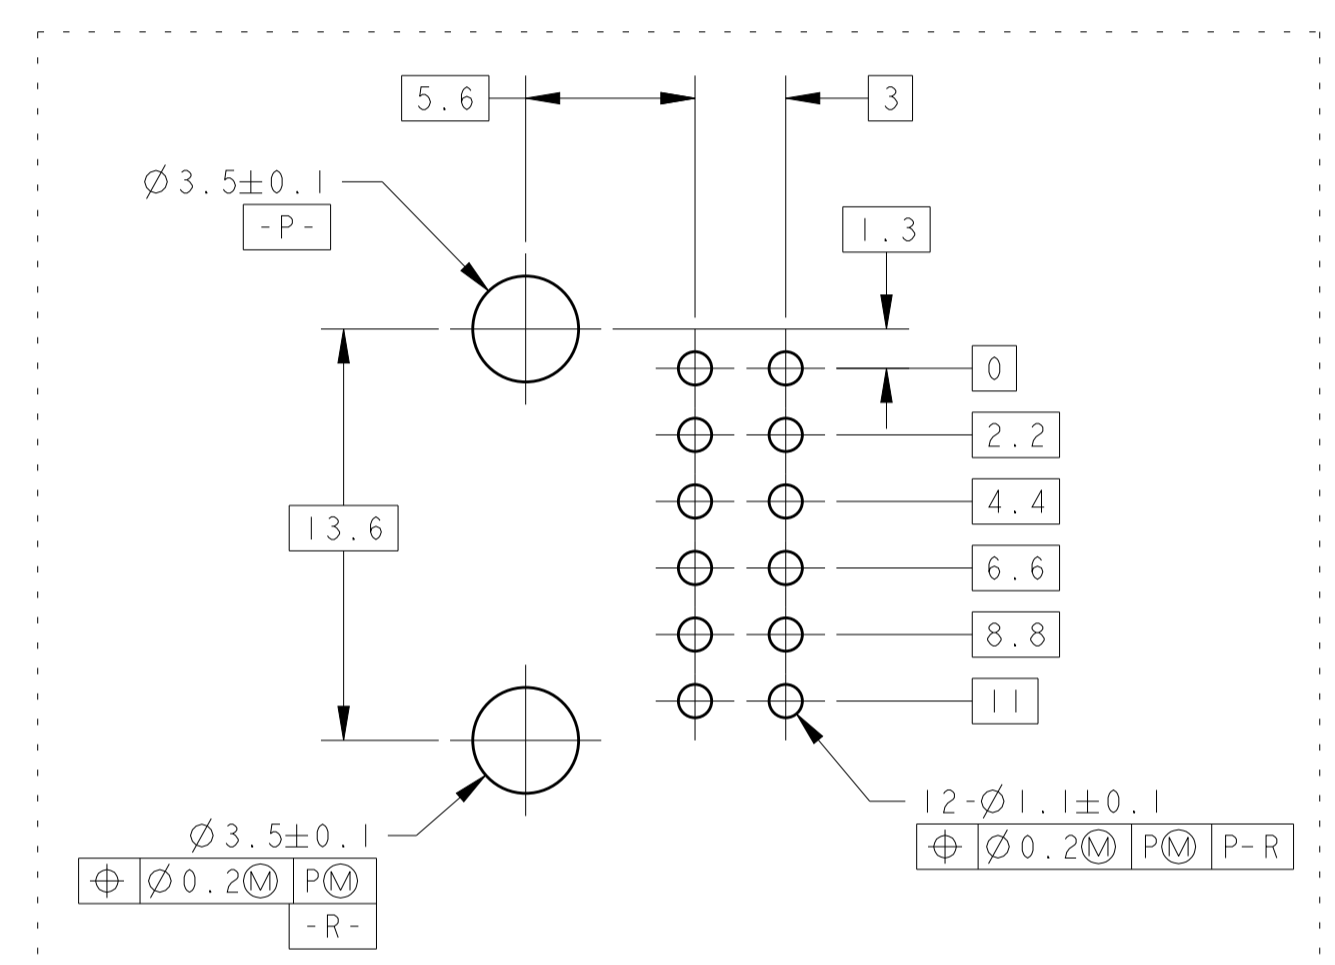 5.6
3
Ø3.5±0.1
-P-
1.3
0
2.2
4.4
13.6
6.6
8.8
11
12-Ø1.1±0.1
⌖ Ø0.2Ⓜ PⓂ P-R
Ø3.5±0.1
⌖ Ø0.2Ⓜ PⓂ
-R-